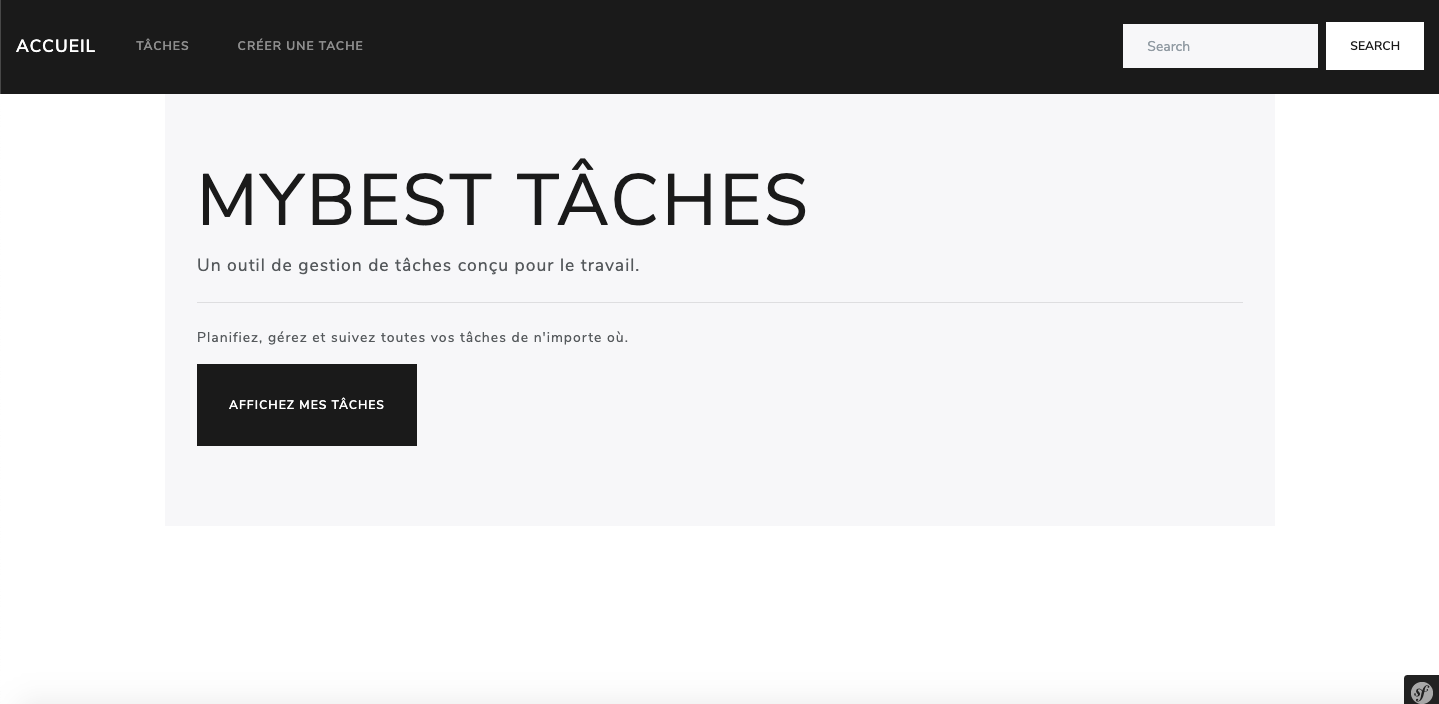 ACCUEIL TÂCHES CRÉER UNE TACHE Search SEARCH
MYBEST TÂCHES
Un outil de gestion de tâches conçu pour le travail.
Planifiez, gérez et suivez toutes vos tâches de n'importe où.
AFFICHEZ MES TÂCHES
sf